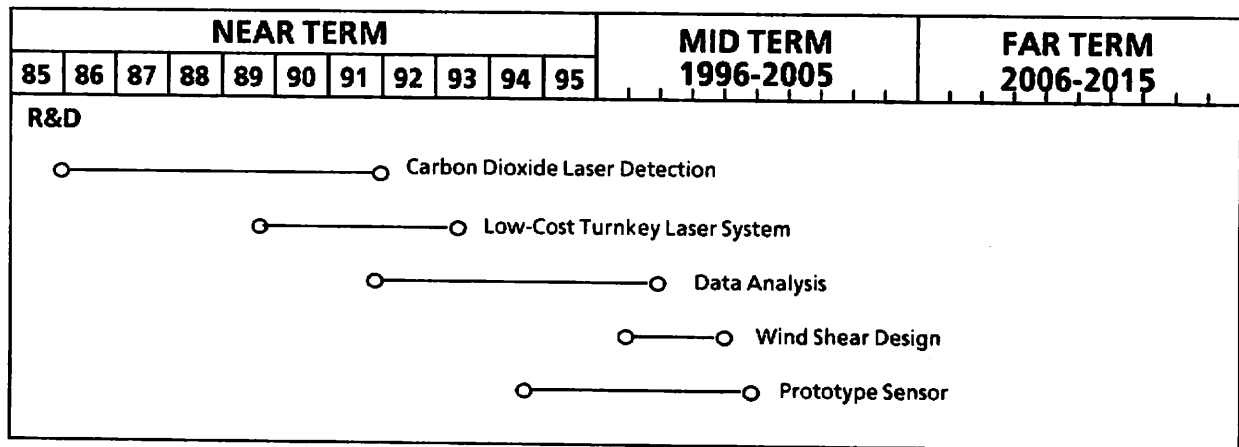 NEAR TERM
MID TERM
1996-2005
FAR TERM
2006-2015
85 86 87 88 89 90 91 92 93 94 95
R&D
Carbon Dioxide Laser Detection
Low-Cost Turnkey Laser System
Data Analysis
Wind Shear Design
Prototype Sensor